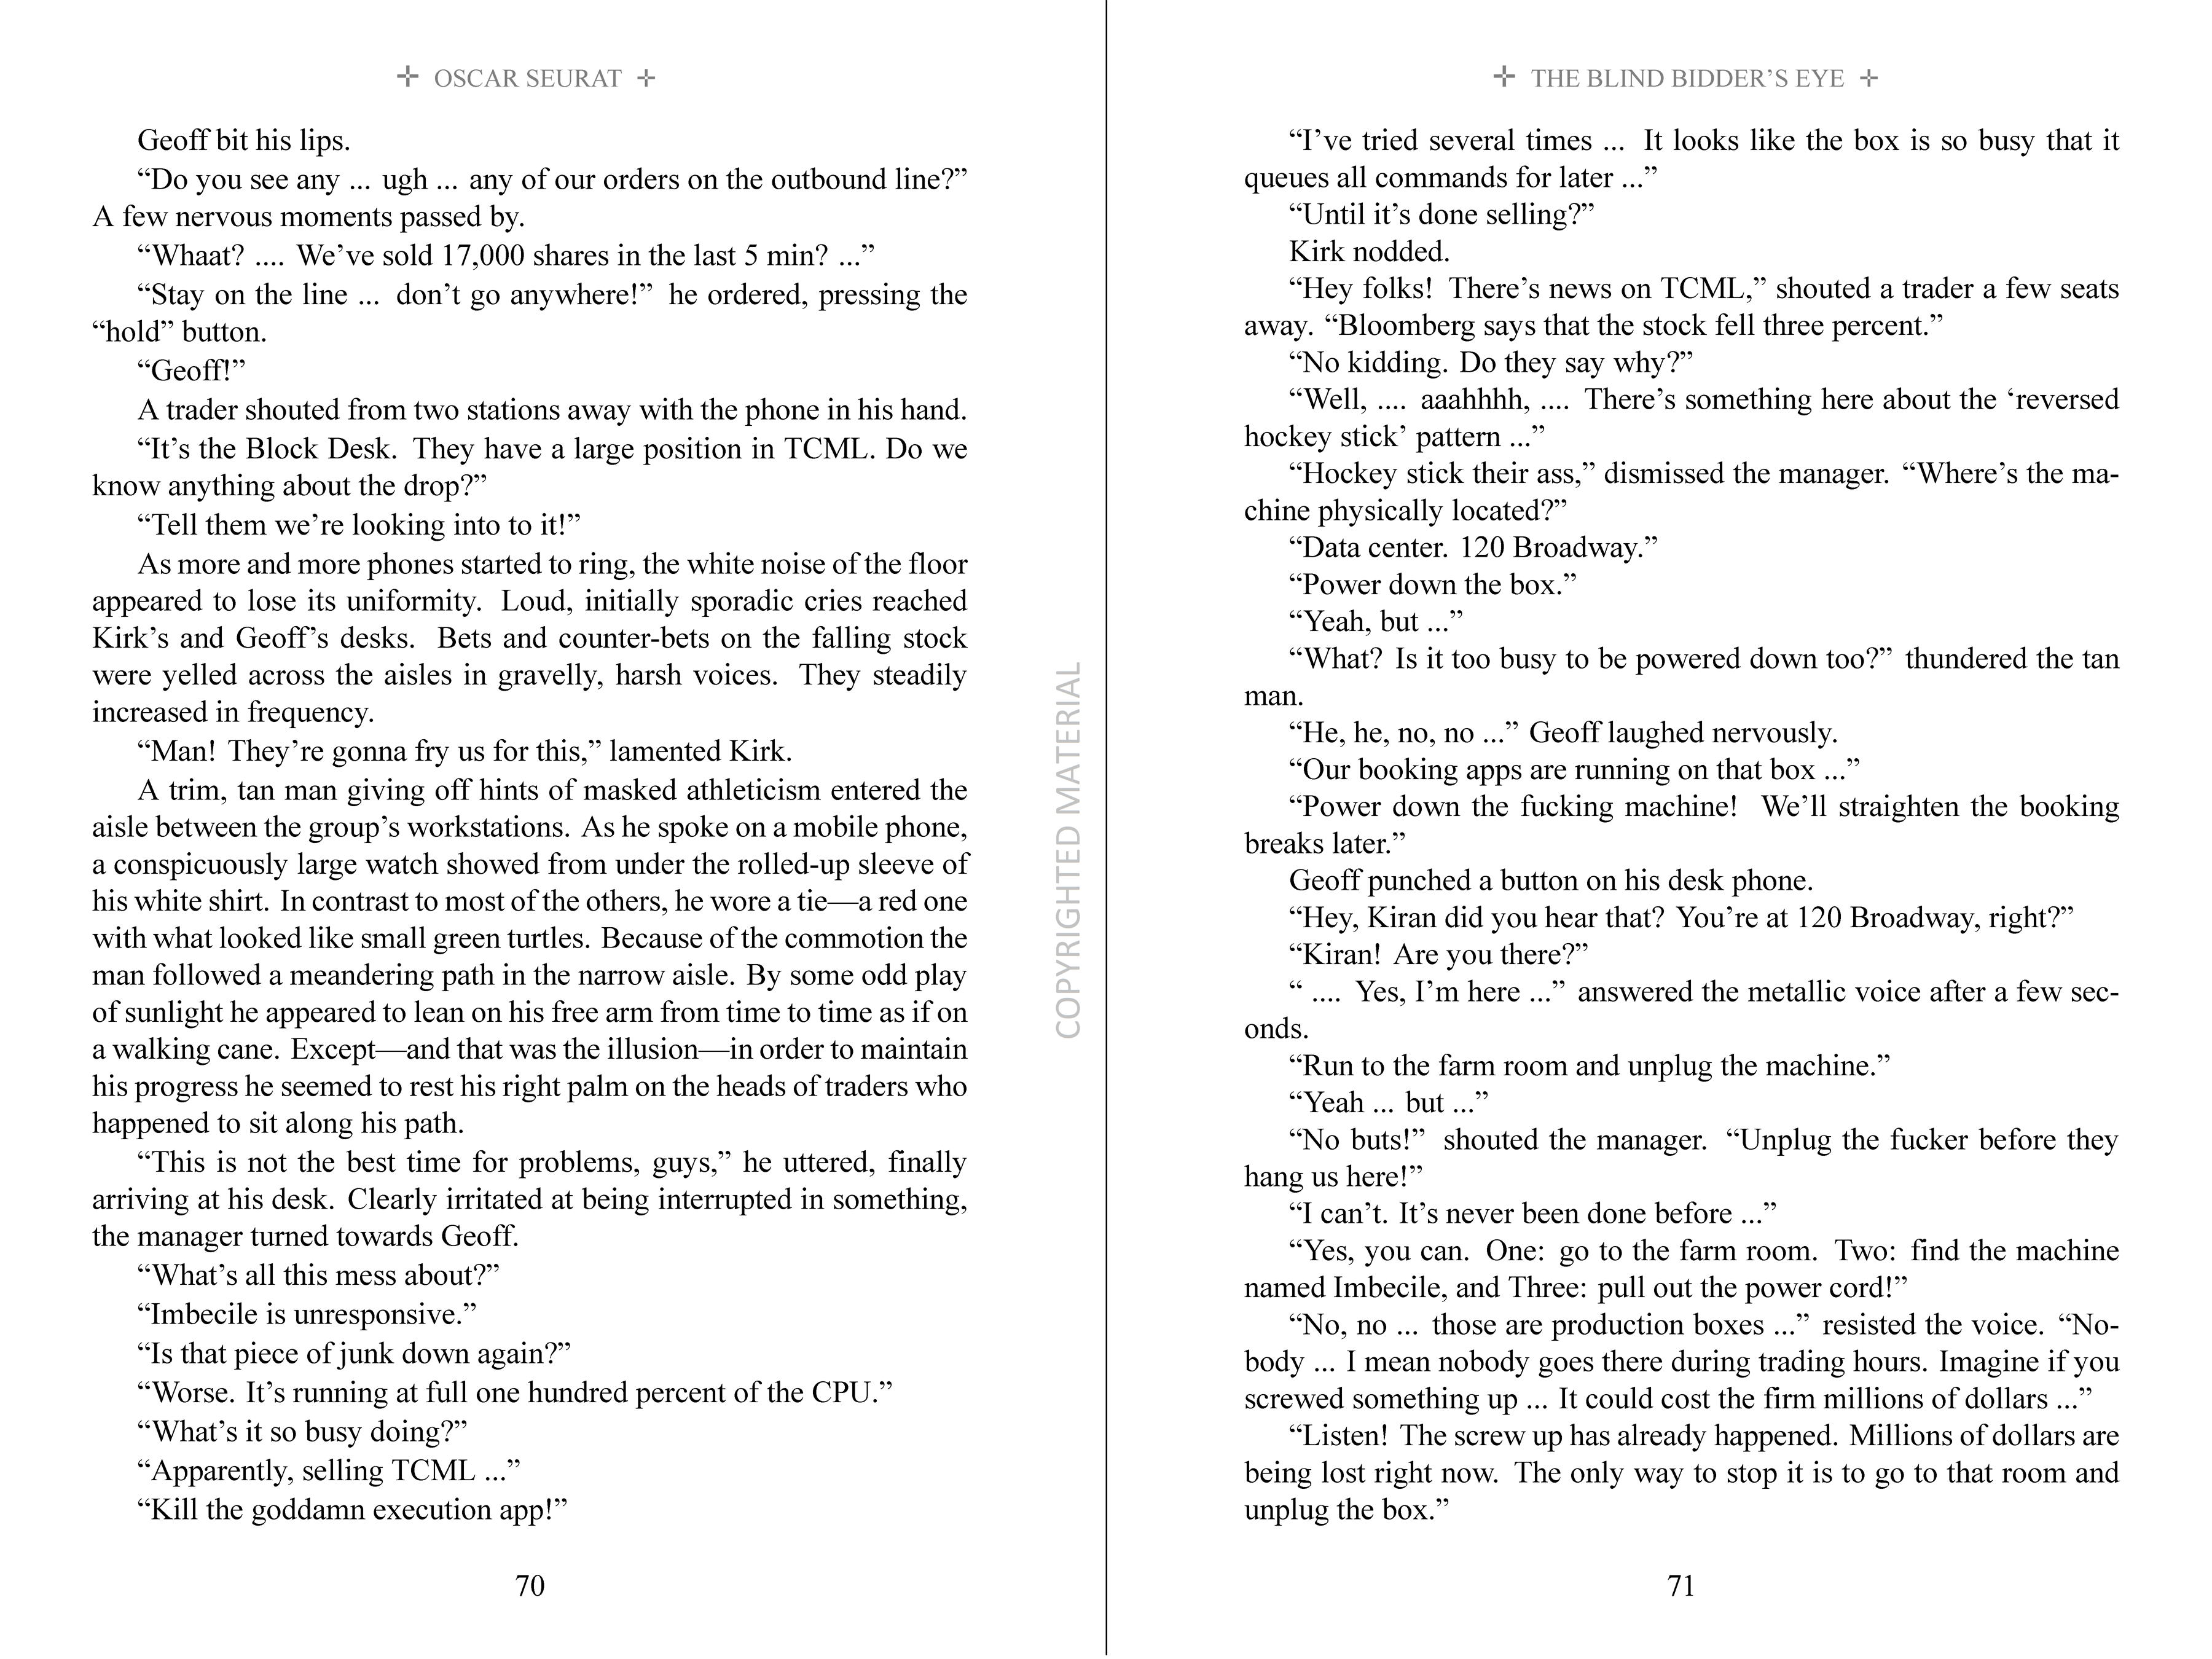 ✢ OSCAR SEURAT ✢
Geoff bit his lips.
“Do you see any ... ugh ... any of our orders on the outbound line?”
A few nervous moments passed by.
“Whaat? .... We’ve sold 17,000 shares in the last 5 min? ...”
“Stay on the line ... don’t go anywhere!” he ordered, pressing the
“hold” button.
“Geoff!”
A trader shouted from two stations away with the phone in his hand.
“It’s the Block Desk. They have a large position in TCML. Do we
know anything about the drop?”
“Tell them we’re looking into to it!”
As more and more phones started to ring, the white noise of the floor
appeared to lose its uniformity. Loud, initially sporadic cries reached
Kirk’s and Geoff’s desks. Bets and counter-bets on the falling stock
were yelled across the aisles in gravelly, harsh voices. They steadily
increased in frequency.
“Man! They’re gonna fry us for this,” lamented Kirk.
A trim, tan man giving off hints of masked athleticism entered the
aisle between the group’s workstations. As he spoke on a mobile phone,
a conspicuously large watch showed from under the rolled-up sleeve of
his white shirt. In contrast to most of the others, he wore a tie—a red one
with what looked like small green turtles. Because of the commotion the
man followed a meandering path in the narrow aisle. By some odd play
of sunlight he appeared to lean on his free arm from time to time as if on
a walking cane. Except—and that was the illusion—in order to maintain
his progress he seemed to rest his right palm on the heads of traders who
happened to sit along his path.
“This is not the best time for problems, guys,” he uttered, finally
arriving at his desk. Clearly irritated at being interrupted in something,
the manager turned towards Geoff.
“What’s all this mess about?”
“Imbecile is unresponsive.”
“Is that piece of junk down again?”
“Worse. It’s running at full one hundred percent of the CPU.”
“What’s it so busy doing?”
“Apparently, selling TCML ...”
“Kill the goddamn execution app!”
70
COPYRIGHTED MATERIAL
✢ THE BLIND BIDDER’S EYE ✢
“I’ve tried several times ... It looks like the box is so busy that it
queues all commands for later ...”
“Until it’s done selling?”
Kirk nodded.
“Hey folks! There’s news on TCML,” shouted a trader a few seats
away. “Bloomberg says that the stock fell three percent.”
“No kidding. Do they say why?”
“Well, .... aaahhhh, .... There’s something here about the ‘reversed
hockey stick’ pattern ...”
“Hockey stick their ass,” dismissed the manager. “Where’s the ma-
chine physically located?”
“Data center. 120 Broadway.”
“Power down the box.”
“Yeah, but ...”
“What? Is it too busy to be powered down too?” thundered the tan
man.
“He, he, no, no ...” Geoff laughed nervously.
“Our booking apps are running on that box ...”
“Power down the fucking machine! We’ll straighten the booking
breaks later.”
Geoff punched a button on his desk phone.
“Hey, Kiran did you hear that? You’re at 120 Broadway, right?”
“Kiran! Are you there?”
“ .... Yes, I’m here ...” answered the metallic voice after a few sec-
onds.
“Run to the farm room and unplug the machine.”
“Yeah ... but ...”
“No buts!” shouted the manager. “Unplug the fucker before they
hang us here!”
“I can’t. It’s never been done before ...”
“Yes, you can. One: go to the farm room. Two: find the machine
named Imbecile, and Three: pull out the power cord!”
“No, no ... those are production boxes ...” resisted the voice. “No-
body ... I mean nobody goes there during trading hours. Imagine if you
screwed something up ... It could cost the firm millions of dollars ...”
“Listen! The screw up has already happened. Millions of dollars are
being lost right now. The only way to stop it is to go to that room and
unplug the box.”
71